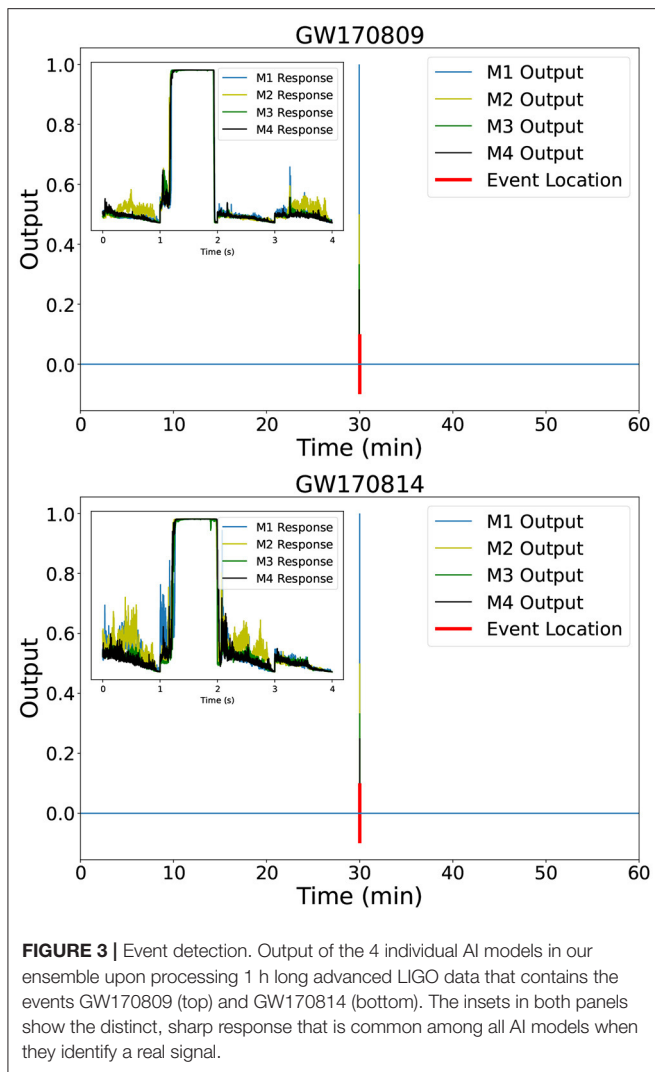 GW170809
M1 Response
M2 Response
M3 Response
M4 Response
0 1 2 3 4
Time (s)
M1 Output
M2 Output
M3 Output
M4 Output
Event Location
1.0
0.8
0.6
0.4
0.2
0.0
Output
0 10 20 30 40 50 60
Time (min)
GW170814
M1 Response
M2 Response
M3 Response
M4 Response
0 1 2 3 4
Time (s)
M1 Output
M2 Output
M3 Output
M4 Output
Event Location
1.0
0.8
0.6
0.4
0.2
0.0
Output
0 10 20 30 40 50 60
Time (min)
FIGURE 3 | Event detection. Output of the 4 individual AI models in our
ensemble upon processing 1 h long advanced LIGO data that contains the
events GW170809 (top) and GW170814 (bottom). The insets in both panels
show the distinct, sharp response that is common among all AI models when
they identify a real signal.